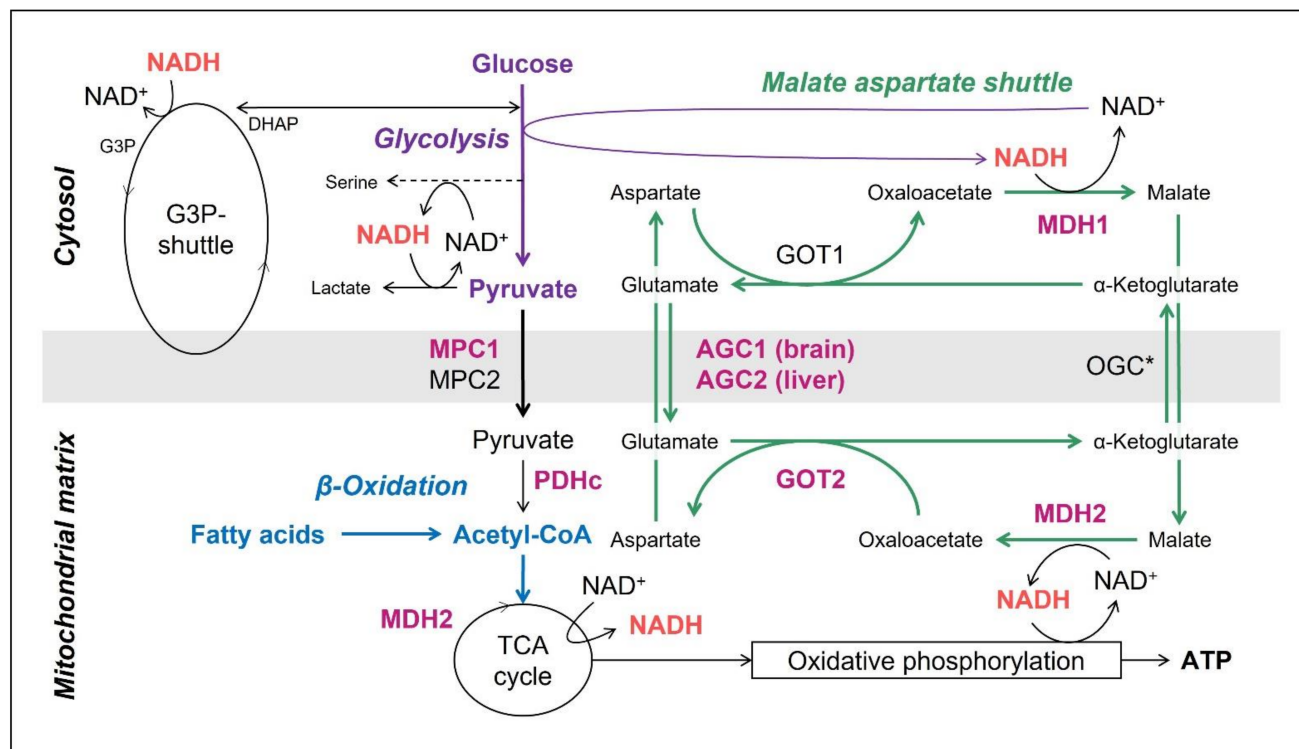 Cytosol
Mitochondrial matrix
NADH
NAD⁺
G3P
DHAP
G3P-
shuttle
Glucose
Glycolysis
Serine
NADH
NAD⁺
Lactate
Pyruvate
Malate aspartate shuttle
NAD⁺
NADH
Aspartate
Oxaloacetate
Malate
MDH1
GOT1
Glutamate
α-Ketoglutarate
MPC1
MPC2
AGC1 (brain)
AGC2 (liver)
OGC*
Pyruvate
PDHc
β-Oxidation
Fatty acids
Acetyl-CoA
Glutamate
α-Ketoglutarate
GOT2
MDH2
Aspartate
Oxaloacetate
Malate
NAD⁺
NADH
MDH2
NAD⁺
NADH
TCA
cycle
Oxidative phosphorylation
ATP